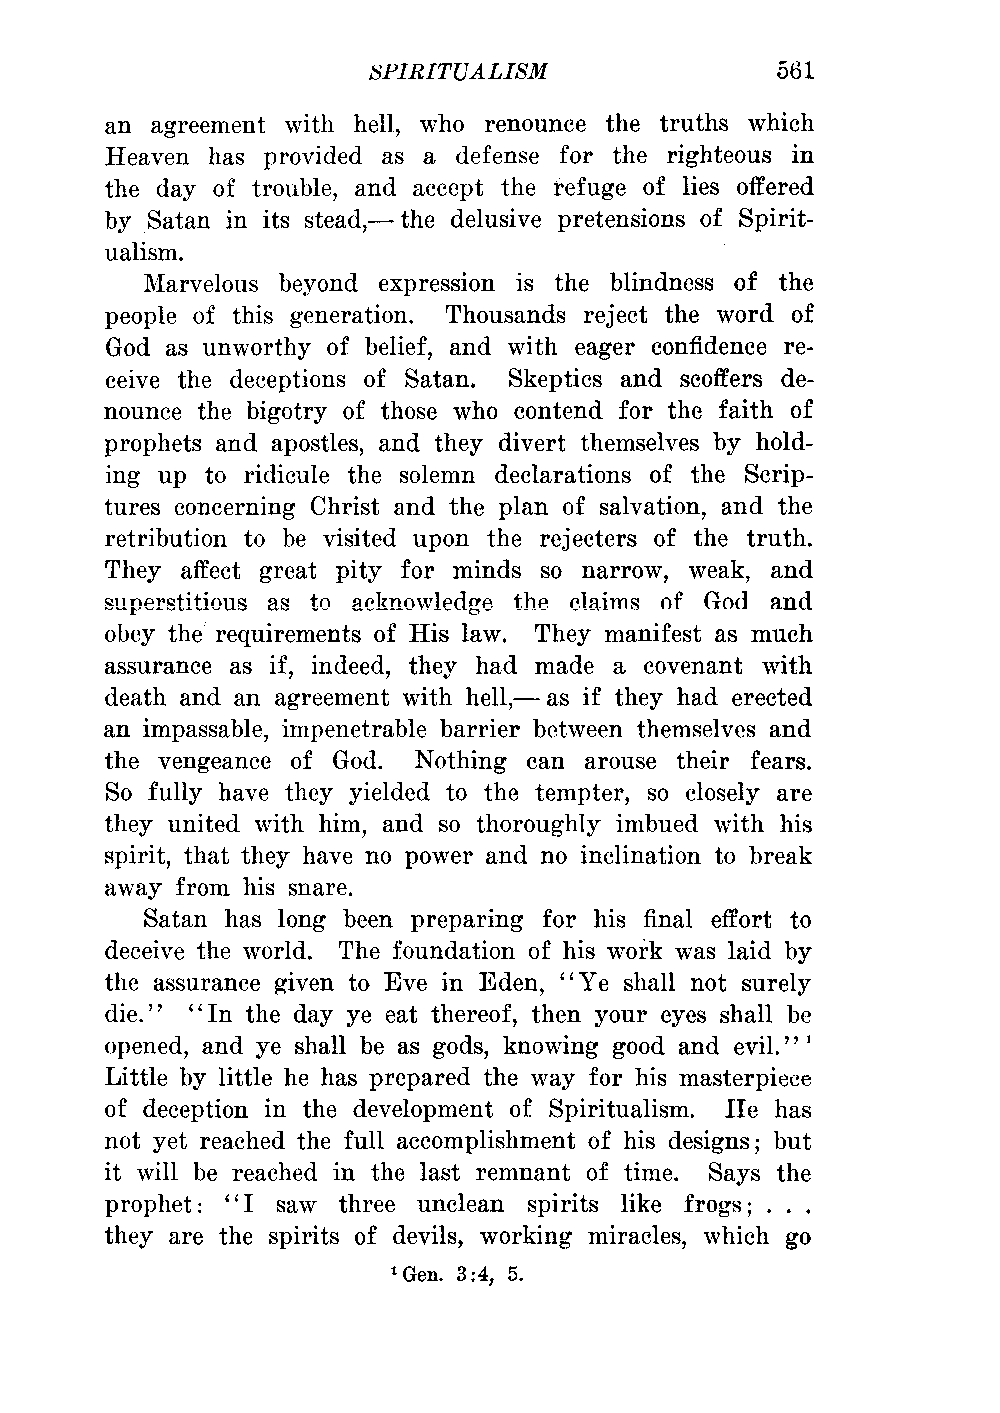 SPIRITUALISM 561
an agreement with hell, who renounce the truths which
Heaven has provided as a defense for the righteous in
the day of trouble, and accept the refuge of lies offered
by Satan in its stead,— the delusive pretensions of Spirit-
ualism.
Marvelous beyond expression is the blindness of the
people of this generation. Thousands reject the word of
God as unworthy of belief, and with eager confidence re-
ceive the deceptions of Satan. Skeptics and scoffers de-
nounce the bigotry of those who contend for the faith of
prophets and apostles, and they divert themselves by hold-
ing up to ridicule the solemn declarations of the Scrip-
tures concerning Christ and the plan of salvation, and the
retribution to be visited upon the rejecters of the truth.
They affect great pity for minds so narrow, weak, and
superstitious as to acknowledge the claims of God and
obey the requirements of His law. They manifest as much
assurance as if, indeed, they had made a covenant with
death and an agreement with hell,— as if they had erected
an impassable, impenetrable barrier between themselves and
the vengeance of God. Nothing can arouse their fears.
So fully have they yielded to the tempter, so closely are
they united with him, and so thoroughly imbued with his
spirit, that they have no power and no inclination to break
away from his snare.
Satan has long been preparing for his final effort to
deceive the world. The foundation of his work was laid by
the assurance given to Eve in Eden, "Ye shall not surely
die." "In the day ye eat thereof, then your eyes shall be
opened, and ye shall be as gods, knowing good and evil."¹
Little by little he has prepared the way for his masterpiece
of deception in the development of Spiritualism. He has
not yet reached the full accomplishment of his designs; but
it will be reached in the last remnant of time. Says the
prophet: "I saw three unclean spirits like frogs; . . .
they are the spirits of devils, working miracles, which go
¹ Gen. 3:4, 5.